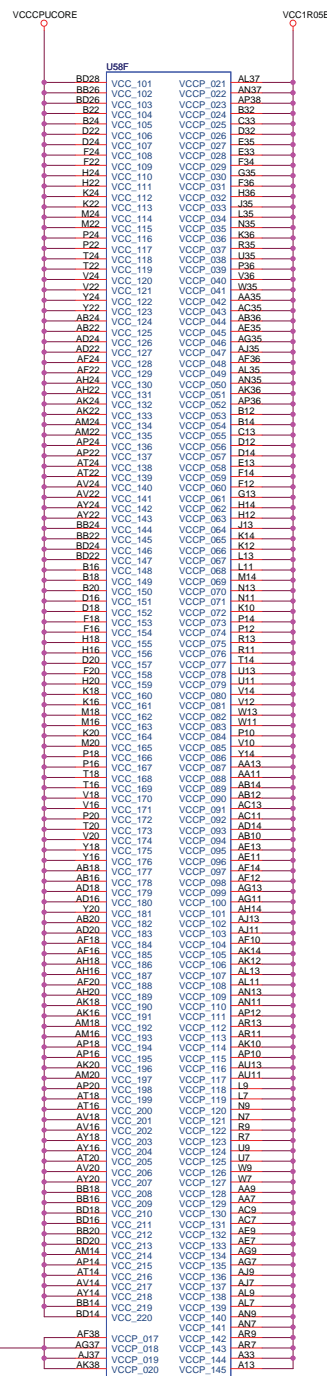 VCCCPUCORE VCC1R05B
U58F
BD28 VCC_101 VCCP_021 AL37
BB26 VCC_102 VCCP_022 AN37
BD26 VCC_103 VCCP_023 AP38
B22 VCC_104 VCCP_024 B32
B24 VCC_105 VCCP_025 C33
D22 VCC_106 VCCP_026 D32
D24 VCC_107 VCCP_027 E35
F24 VCC_108 VCCP_028 E33
F22 VCC_109 VCCP_029 F34
H24 VCC_110 VCCP_030 G35
H22 VCC_111 VCCP_031 F36
K24 VCC_112 VCCP_032 H36
K22 VCC_113 VCCP_033 J35
M24 VCC_114 VCCP_034 L35
M22 VCC_115 VCCP_035 N35
P24 VCC_116 VCCP_036 K36
P22 VCC_117 VCCP_037 R35
T24 VCC_118 VCCP_038 U35
T22 VCC_119 VCCP_039 P36
V24 VCC_120 VCCP_040 V36
V22 VCC_121 VCCP_041 W35
Y24 VCC_122 VCCP_042 AA35
Y22 VCC_123 VCCP_043 AC35
AB24 VCC_124 VCCP_044 AB36
AB22 VCC_125 VCCP_045 AE35
AD24 VCC_126 VCCP_046 AG35
AD22 VCC_127 VCCP_047 AJ35
AF24 VCC_128 VCCP_048 AF36
AF22 VCC_129 VCCP_049 AL35
AH24 VCC_130 VCCP_050 AN35
AH22 VCC_131 VCCP_051 AK36
AK24 VCC_132 VCCP_052 AP36
AK22 VCC_133 VCCP_053 B12
AM24 VCC_134 VCCP_054 B14
AM22 VCC_135 VCCP_055 C13
AP24 VCC_136 VCCP_056 D12
AP22 VCC_137 VCCP_057 D14
AT24 VCC_138 VCCP_058 E13
AT22 VCC_139 VCCP_059 F14
AV24 VCC_140 VCCP_060 F12
AV22 VCC_141 VCCP_061 G13
AY24 VCC_142 VCCP_062 H14
AY22 VCC_143 VCCP_063 H12
BB24 VCC_144 VCCP_064 J13
BB22 VCC_145 VCCP_065 K14
BD24 VCC_146 VCCP_066 K12
BD22 VCC_147 VCCP_067 L13
B16 VCC_148 VCCP_068 L11
B18 VCC_149 VCCP_069 M14
B20 VCC_150 VCCP_070 N13
D16 VCC_151 VCCP_071 N11
D18 VCC_152 VCCP_072 K10
F18 VCC_153 VCCP_073 P14
F16 VCC_154 VCCP_074 P12
H18 VCC_155 VCCP_075 R13
H16 VCC_156 VCCP_076 R11
D20 VCC_157 VCCP_077 T14
F20 VCC_158 VCCP_078 U13
H20 VCC_159 VCCP_079 U11
K18 VCC_160 VCCP_080 V14
K16 VCC_161 VCCP_081 V12
M18 VCC_162 VCCP_082 W13
M16 VCC_163 VCCP_083 W11
K20 VCC_164 VCCP_084 P10
M20 VCC_165 VCCP_085 V10
P18 VCC_166 VCCP_086 Y14
P16 VCC_167 VCCP_087 AA13
T18 VCC_168 VCCP_088 AA11
T16 VCC_169 VCCP_089 AB14
V18 VCC_170 VCCP_090 AB12
V16 VCC_171 VCCP_091 AC13
P20 VCC_172 VCCP_092 AC11
T20 VCC_173 VCCP_093 AD14
V20 VCC_174 VCCP_094 AB10
Y18 VCC_175 VCCP_095 AE13
Y16 VCC_176 VCCP_096 AE11
AB18 VCC_177 VCCP_097 AF14
AB16 VCC_178 VCCP_098 AF12
AD18 VCC_179 VCCP_099 AG13
AD16 VCC_180 VCCP_100 AG11
Y20 VCC_181 VCCP_101 AH14
AB20 VCC_182 VCCP_102 AJ13
AD20 VCC_183 VCCP_103 AJ11
AF18 VCC_184 VCCP_104 AF10
AF16 VCC_185 VCCP_105 AK14
AH18 VCC_186 VCCP_106 AK12
AH16 VCC_187 VCCP_107 AL13
AF20 VCC_188 VCCP_108 AL11
AH20 VCC_189 VCCP_109 AN13
AK18 VCC_190 VCCP_110 AN11
AK16 VCC_191 VCCP_111 AP12
AM18 VCC_192 VCCP_112 AR13
AM16 VCC_193 VCCP_113 AR11
AP18 VCC_194 VCCP_114 AK10
AP16 VCC_195 VCCP_115 AP10
AK20 VCC_196 VCCP_116 AU13
AM20 VCC_197 VCCP_117 AU11
AP20 VCC_198 VCCP_118 L9
AT18 VCC_199 VCCP_119 L7
AT16 VCC_200 VCCP_120 N9
AV18 VCC_201 VCCP_121 N7
AV16 VCC_202 VCCP_122 R9
AY18 VCC_203 VCCP_123 R7
AY16 VCC_204 VCCP_124 U9
AT20 VCC_205 VCCP_125 U7
AV20 VCC_206 VCCP_126 W9
AY20 VCC_207 VCCP_127 W7
BB18 VCC_208 VCCP_128 AA9
BB16 VCC_209 VCCP_129 AA7
BD18 VCC_210 VCCP_130 AC9
BD16 VCC_211 VCCP_131 AC7
BB20 VCC_212 VCCP_132 AE9
BD20 VCC_213 VCCP_133 AE7
AM14 VCC_214 VCCP_134 AG9
AP14 VCC_215 VCCP_135 AG7
AT14 VCC_216 VCCP_136 AJ9
AV14 VCC_217 VCCP_137 AJ7
AY14 VCC_218 VCCP_138 AL9
BB14 VCC_219 VCCP_139 AL7
BD14 VCC_220 VCCP_140 AN9
VCCP_141 AN7
AF38 VCCP_017 VCCP_142 AR9
AG37 VCCP_018 VCCP_143 AR7
AJ37 VCCP_019 VCCP_144 A33
AK38 VCCP_020 VCCP_145 A13